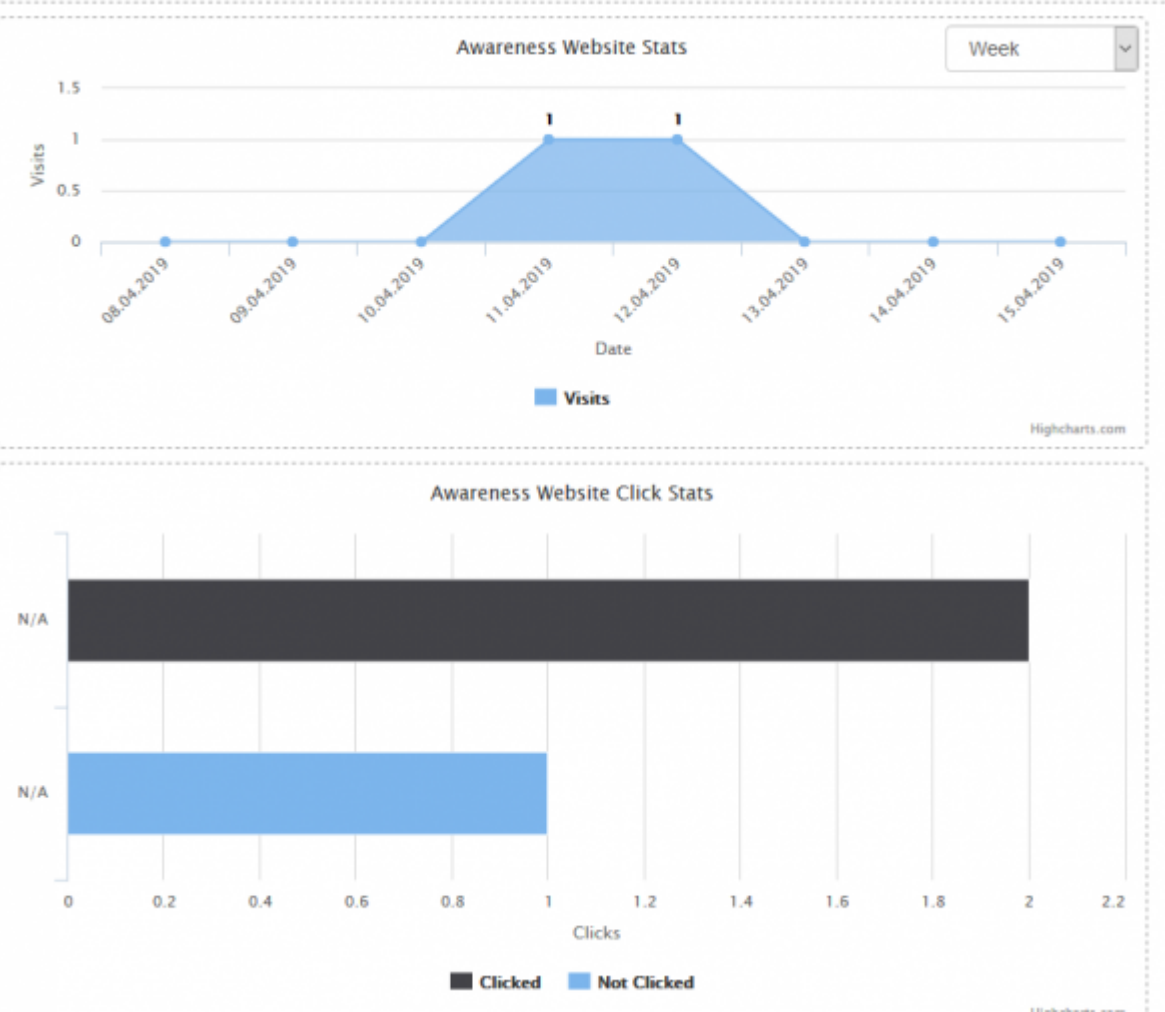 Awareness Website Stats
Week
1.5
1
0.5
0
Visits
1
1
08.04.2019
09.04.2019
10.04.2019
11.04.2019
12.04.2019
13.04.2019
14.04.2019
15.04.2019
Date
Visits
Highcharts.com
Awareness Website Click Stats
N/A
N/A
0
0.2
0.4
0.6
0.8
1
1.2
1.4
1.6
1.8
2
2.2
Clicks
Clicked
Not Clicked